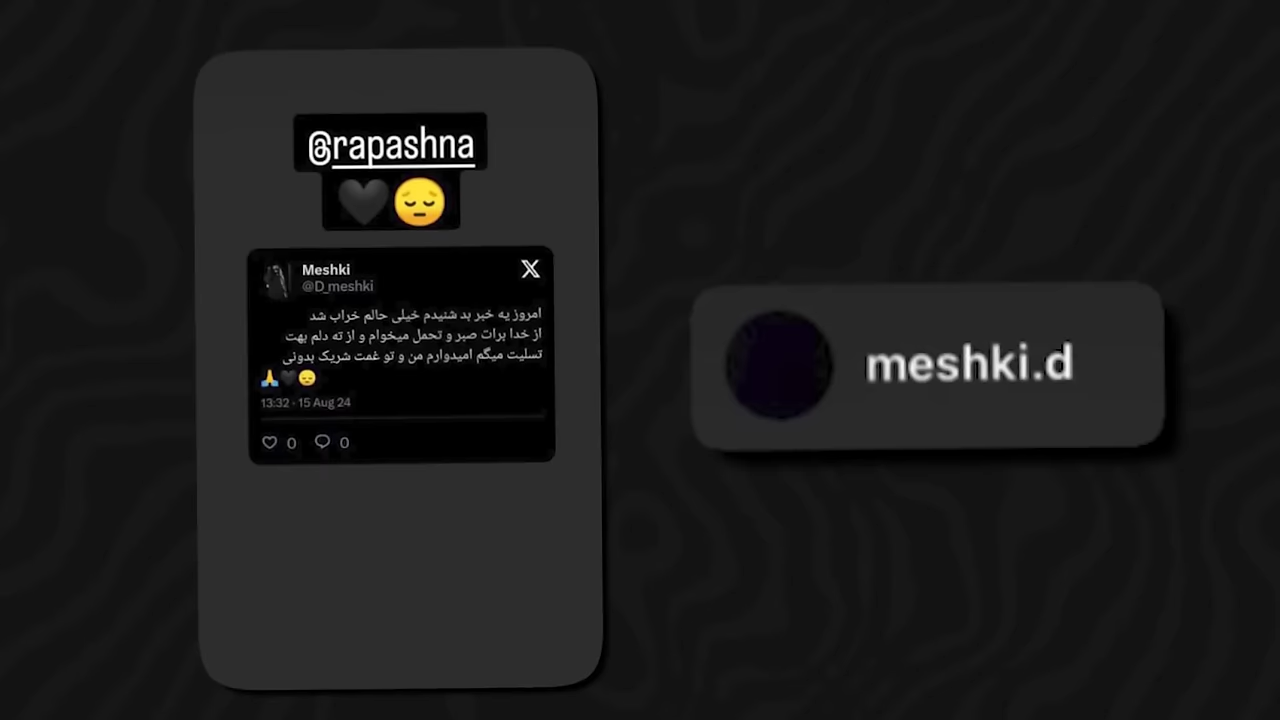 @rapashna
🖤😔
Meshki
@D_meshki
امروز یه خبر بد شنیدم خیلی حالم خراب شد
از خدا برات صبر و تحمل میخوام و از ته دلم بهت
تسلیت میگم امیدوارم من و تو غمت شریک بدونی
😔🖤🙏
13:32 · 15 Aug 24
0 0
meshki.d